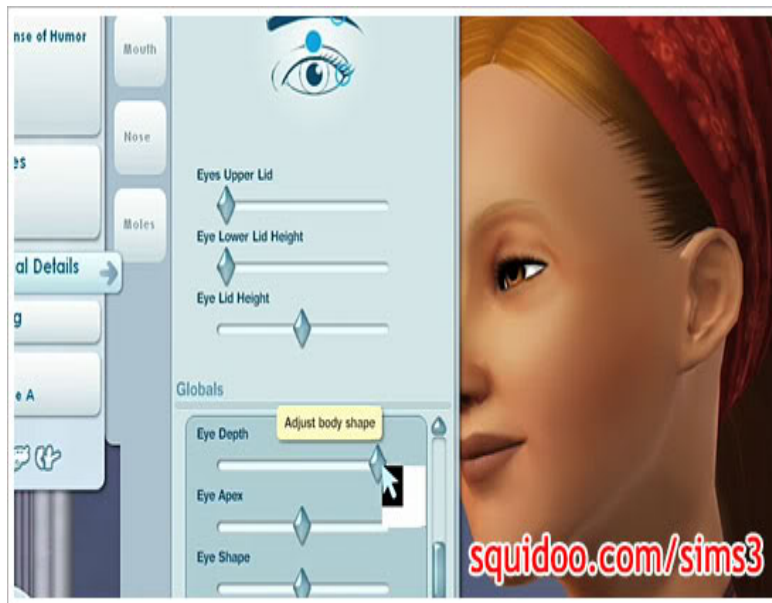 nse of Humor
Mouth
Nose
es
Moles
al Details
g
e A
Eyes Upper Lid
Eye Lower Lid Height
Eye Lid Height
Globals
Adjust body shape
Eye Depth
Eye Apex
Eye Shape
squidoo.com/sims3